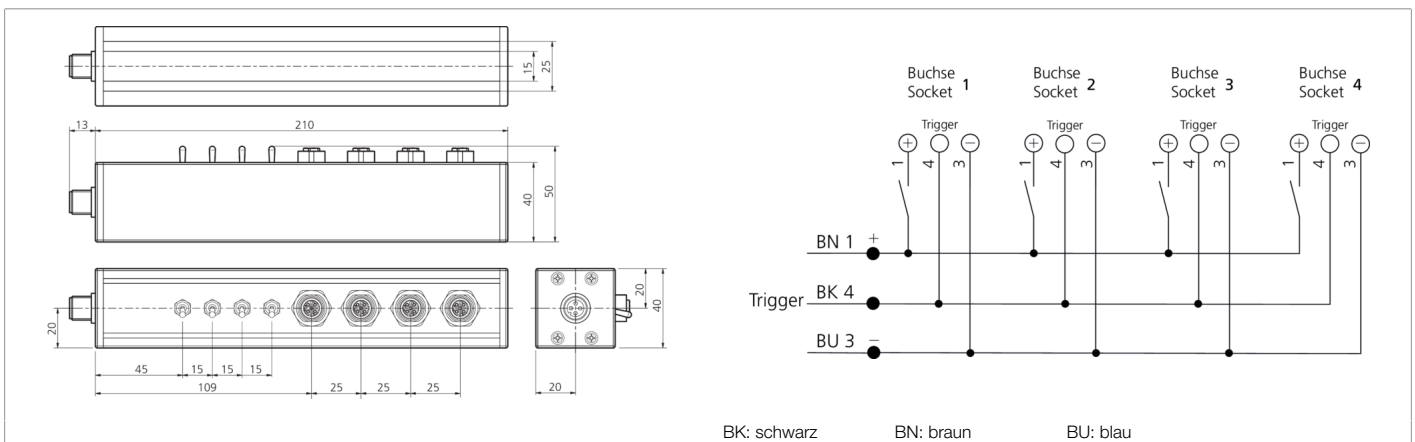 15
25
13
210
40
50
20
45
15
15
15
109
25
25
25
20
40
20
Buchse
Socket 1
Buchse
Socket 2
Buchse
Socket 3
Buchse
Socket 4
Trigger
Trigger
Trigger
Trigger
+ − + − + − + −
1 4 3 1 4 3 1 4 3 1 4 3
BN 1 +
Trigger BK 4
BU 3 −
BK: schwarz BN: braun BU: blau